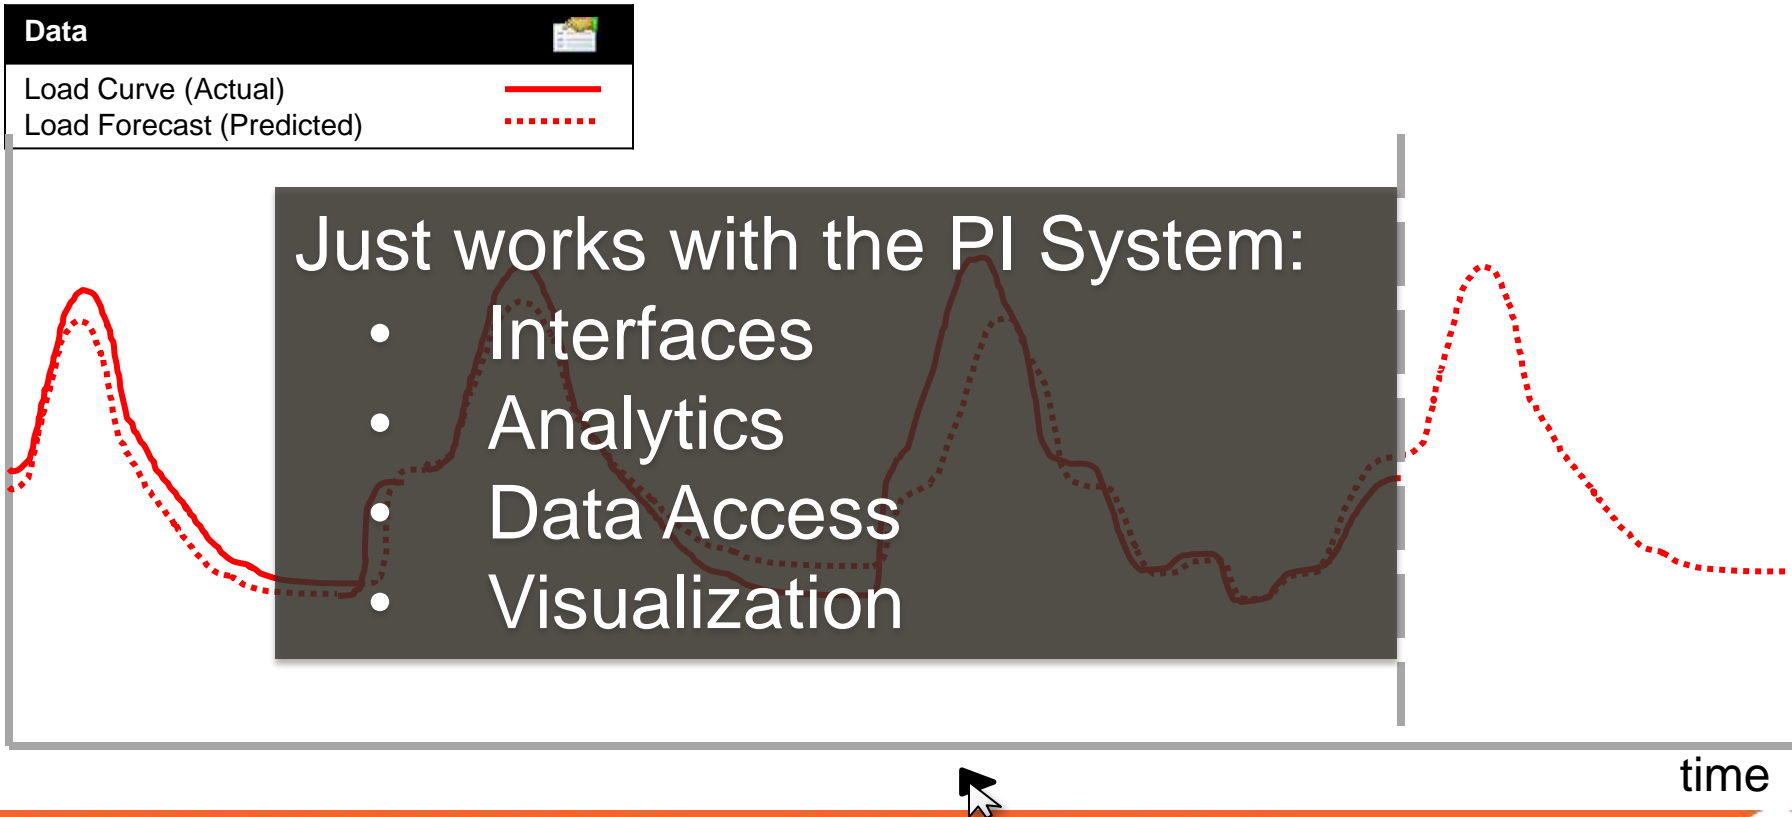 Data
Load Curve (Actual)
Load Forecast (Predicted)
Just works with the PI System:
• Interfaces
• Analytics
• Data Access
• Visualization
time